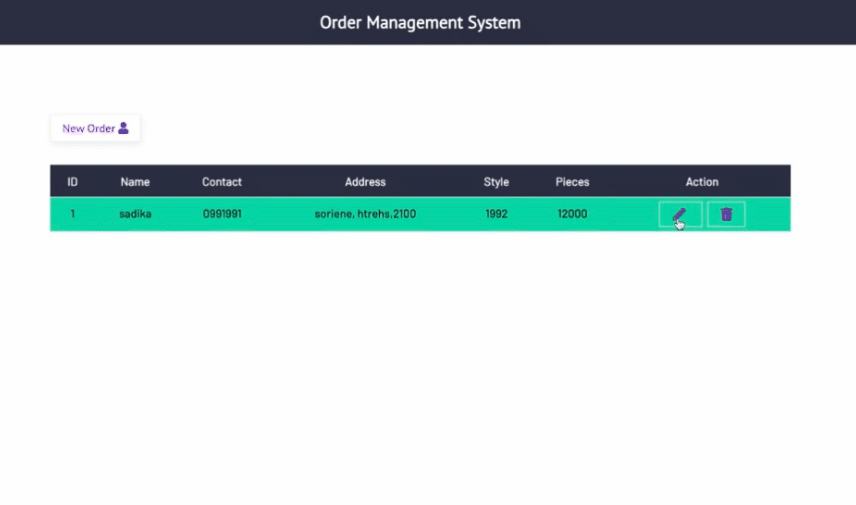 Order Management System
New Order
ID Name Contact Address Style Pieces Action
1 sadika 0991991 soriene, htrehs,2100 1992 12000